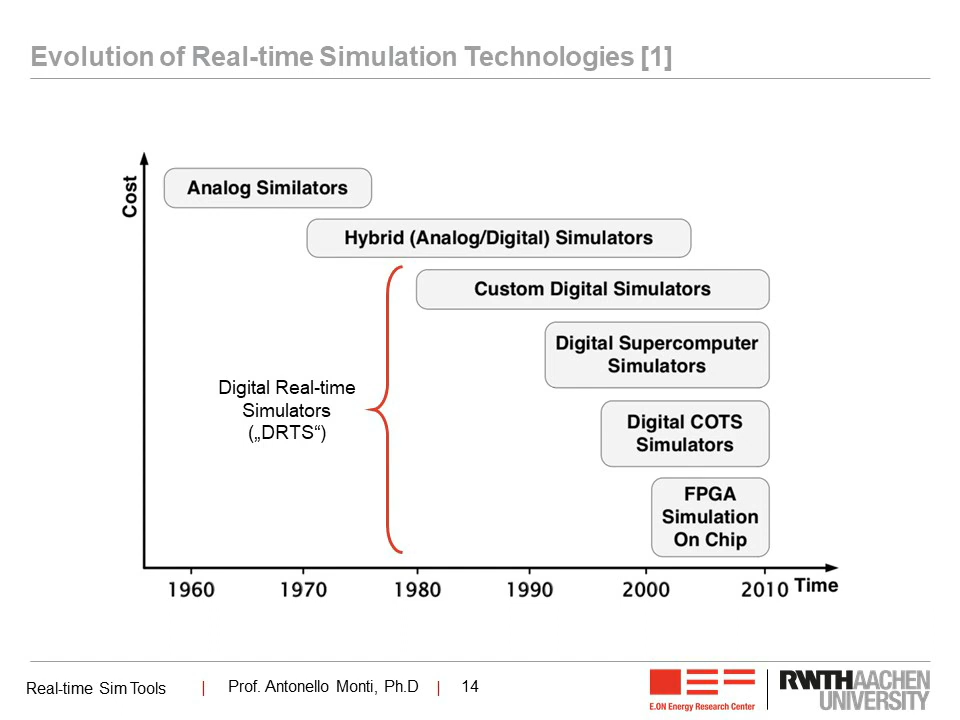 Evolution of Real-time Simulation Technologies [1]
Cost
Analog Similators
Hybrid (Analog/Digital) Simulators
Custom Digital Simulators
Digital Supercomputer
Simulators
Digital Real-time
Simulators
(„DRTS“)
Digital COTS
Simulators
FPGA
Simulation
On Chip
1960 1970 1980 1990 2000 2010 Time
Real-time Sim Tools | Prof. Antonello Monti, Ph.D | 14
E.ON Energy Research Center
RWTHAACHEN
UNIVERSITY